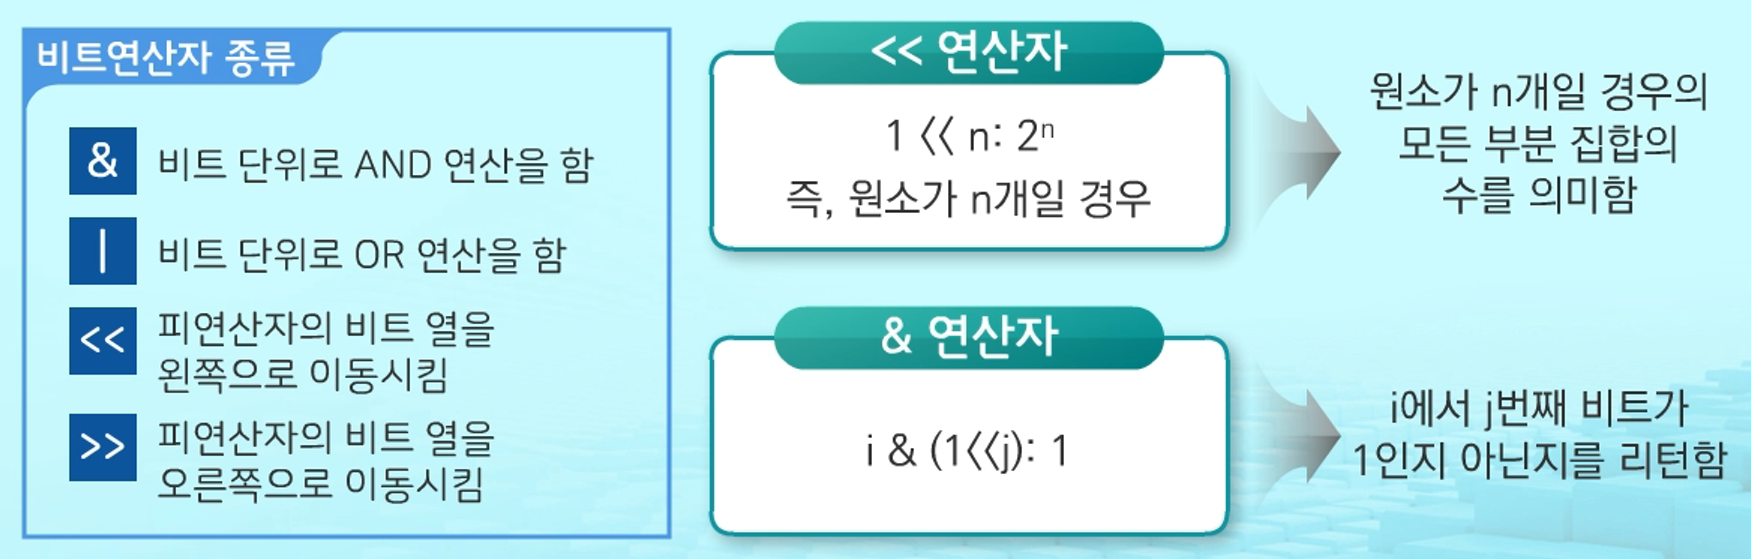 비트연산자 종류
& 비트 단위로 AND 연산을 함
| 비트 단위로 OR 연산을 함
<< 피연산자의 비트 열을
왼쪽으로 이동시킴
>> 피연산자의 비트 열을
오른쪽으로 이동시킴
<< 연산자
1 << n: 2ⁿ
즉, 원소가 n개일 경우
원소가 n개일 경우의
모든 부분 집합의
수를 의미함
& 연산자
i & (1<<j): 1
i에서 j번째 비트가
1인지 아닌지를 리턴함